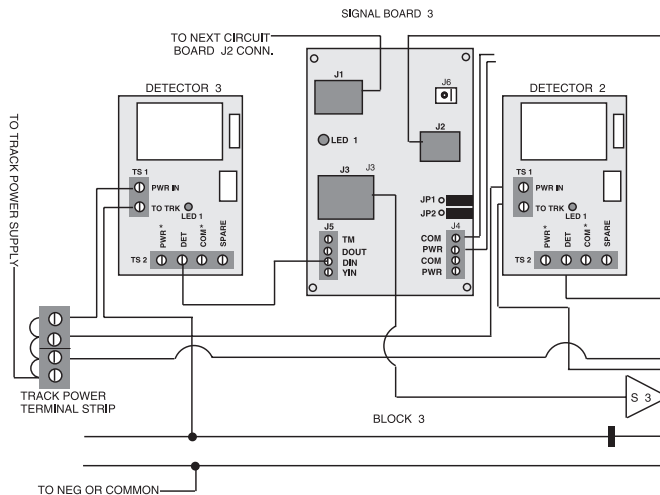 SIGNAL BOARD 3
TO NEXT CIRCUIT
BOARD J2 CONN.
DETECTOR 3
TS 1
PWR IN
TO TRK
LED 1
PWR*
DET
COM*
SPARE
TS 2
J1
J6
LED 1
J2
J3
J3
JP1
JP2
J5
TM
DOUT
DIN
YIN
J4
COM
PWR
COM
PWR
DETECTOR 2
TS 1
PWR IN
TO TRK
LED 1
PWR*
DET
COM*
SPARE
TS 2
TO TRACK POWER SUPPLY
TRACK POWER
TERMINAL STRIP
S 3
BLOCK 3
TO NEG OR COMMON